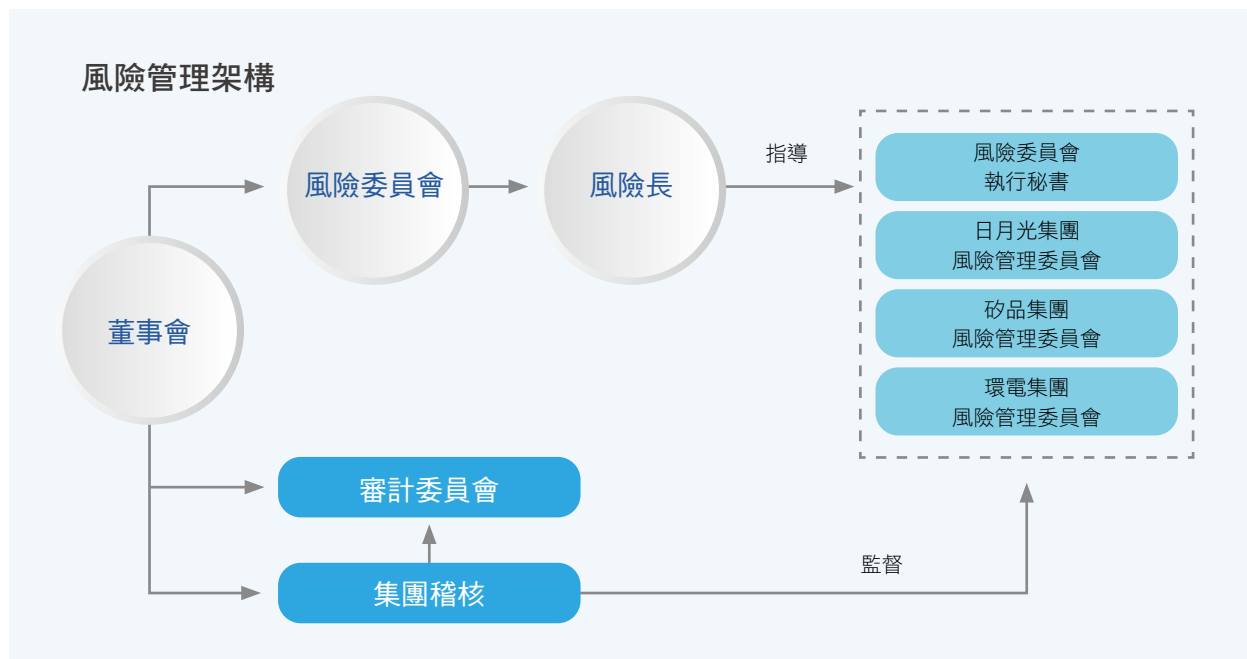 風險管理架構
風險委員會
風險長
指導
風險委員會
執行秘書
日月光集團
風險管理委員會
矽品集團
風險管理委員會
環電集團
風險管理委員會
董事會
審計委員會
集團稽核
監督